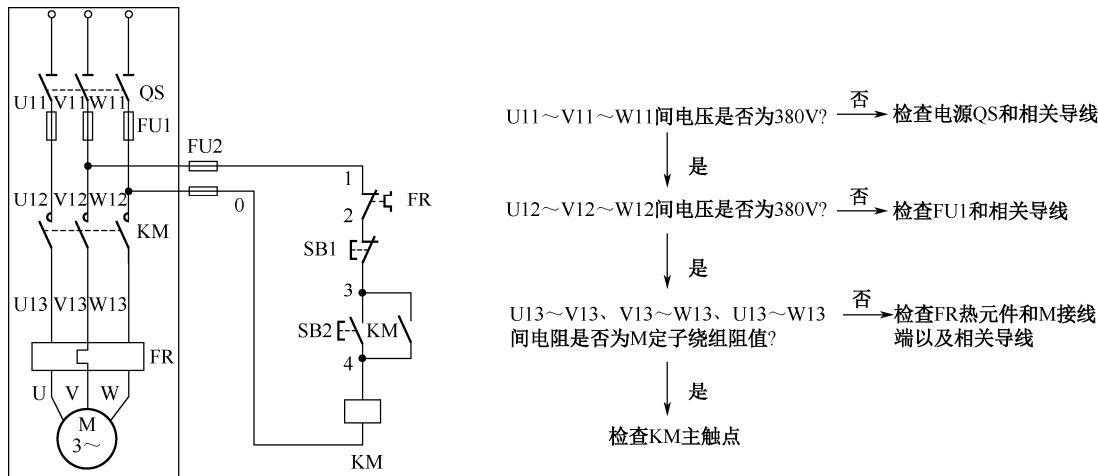 QS
U11 V11 W11
FU1
FU2
1
U12 V12 W12
0
FR
2
KM
SB1
3
U13 V13 W13
SB2
KM
4
FR
U
V
W
M
3～
KM
U11～V11～W11间电压是否为380V?
否
检查电源QS和相关导线
是
U12～V12～W12间电压是否为380V?
否
检查FU1和相关导线
是
U13～V13、V13～W13、U13～W13
间电阻是否为M定子绕组阻值?
否
检查FR热元件和M接线
端以及相关导线
是
检查KM主触点